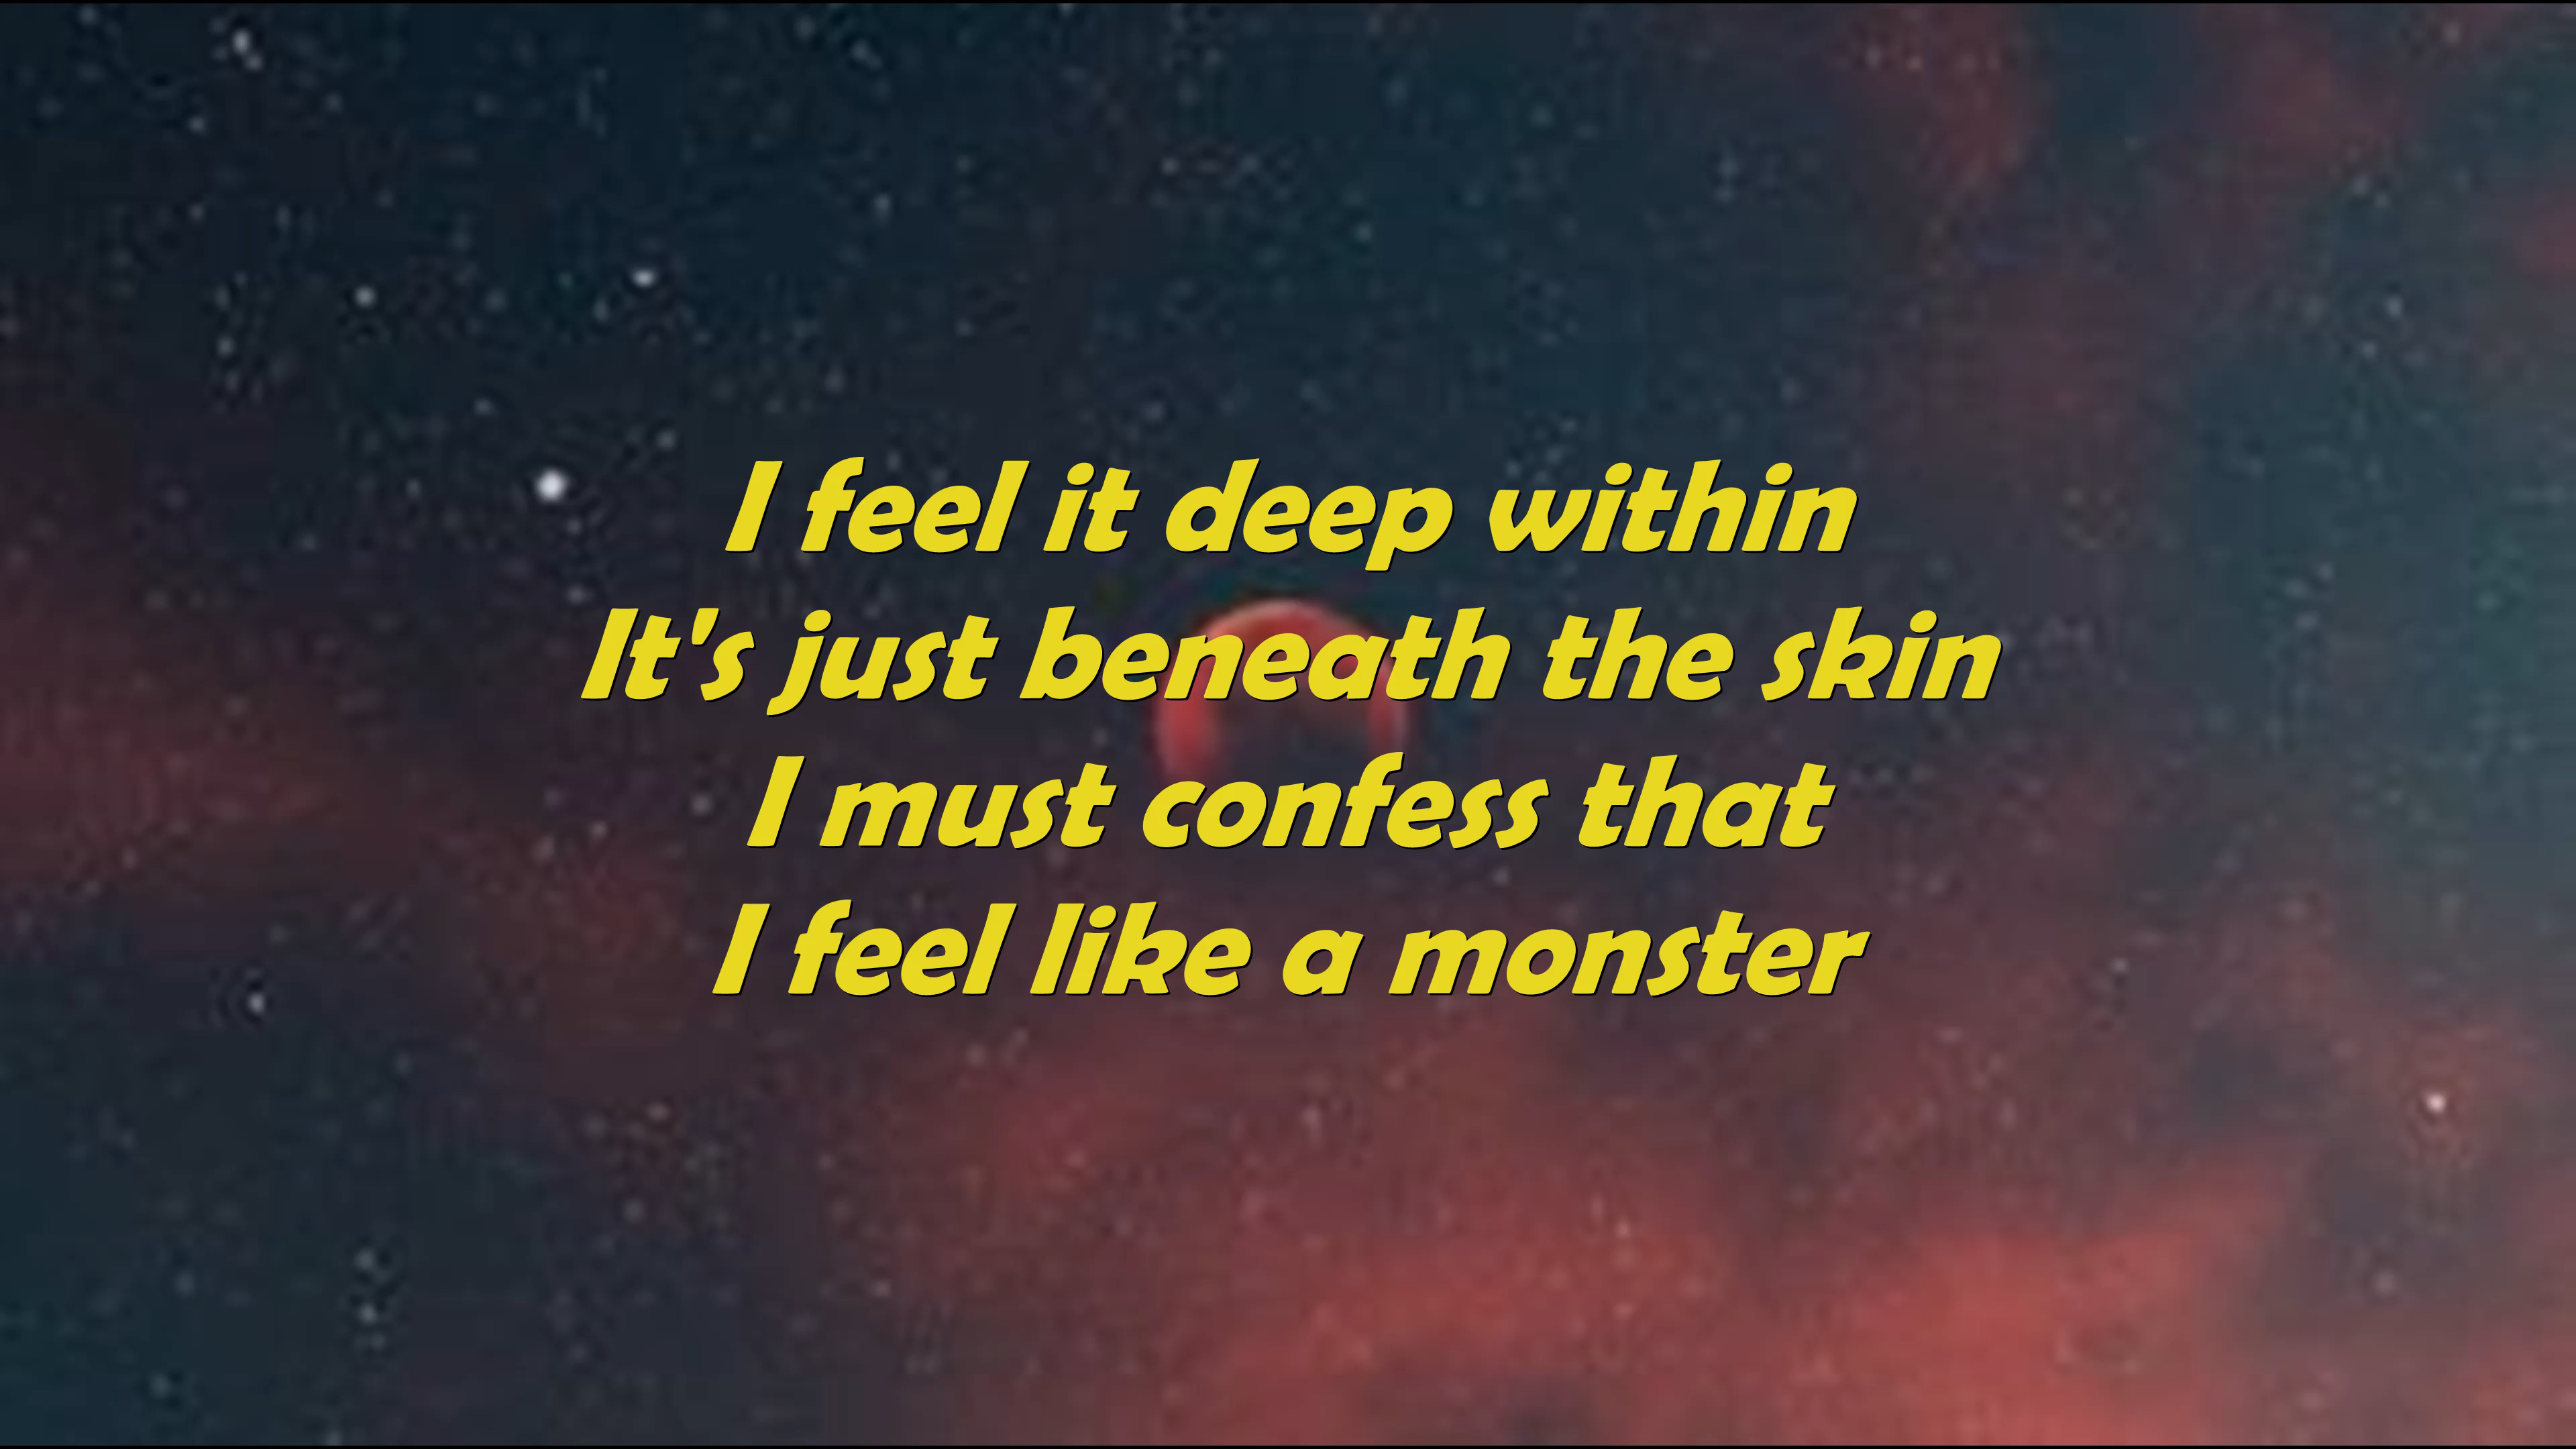 I feel it deep within
It's just beneath the skin
I must confess that
I feel like a monster